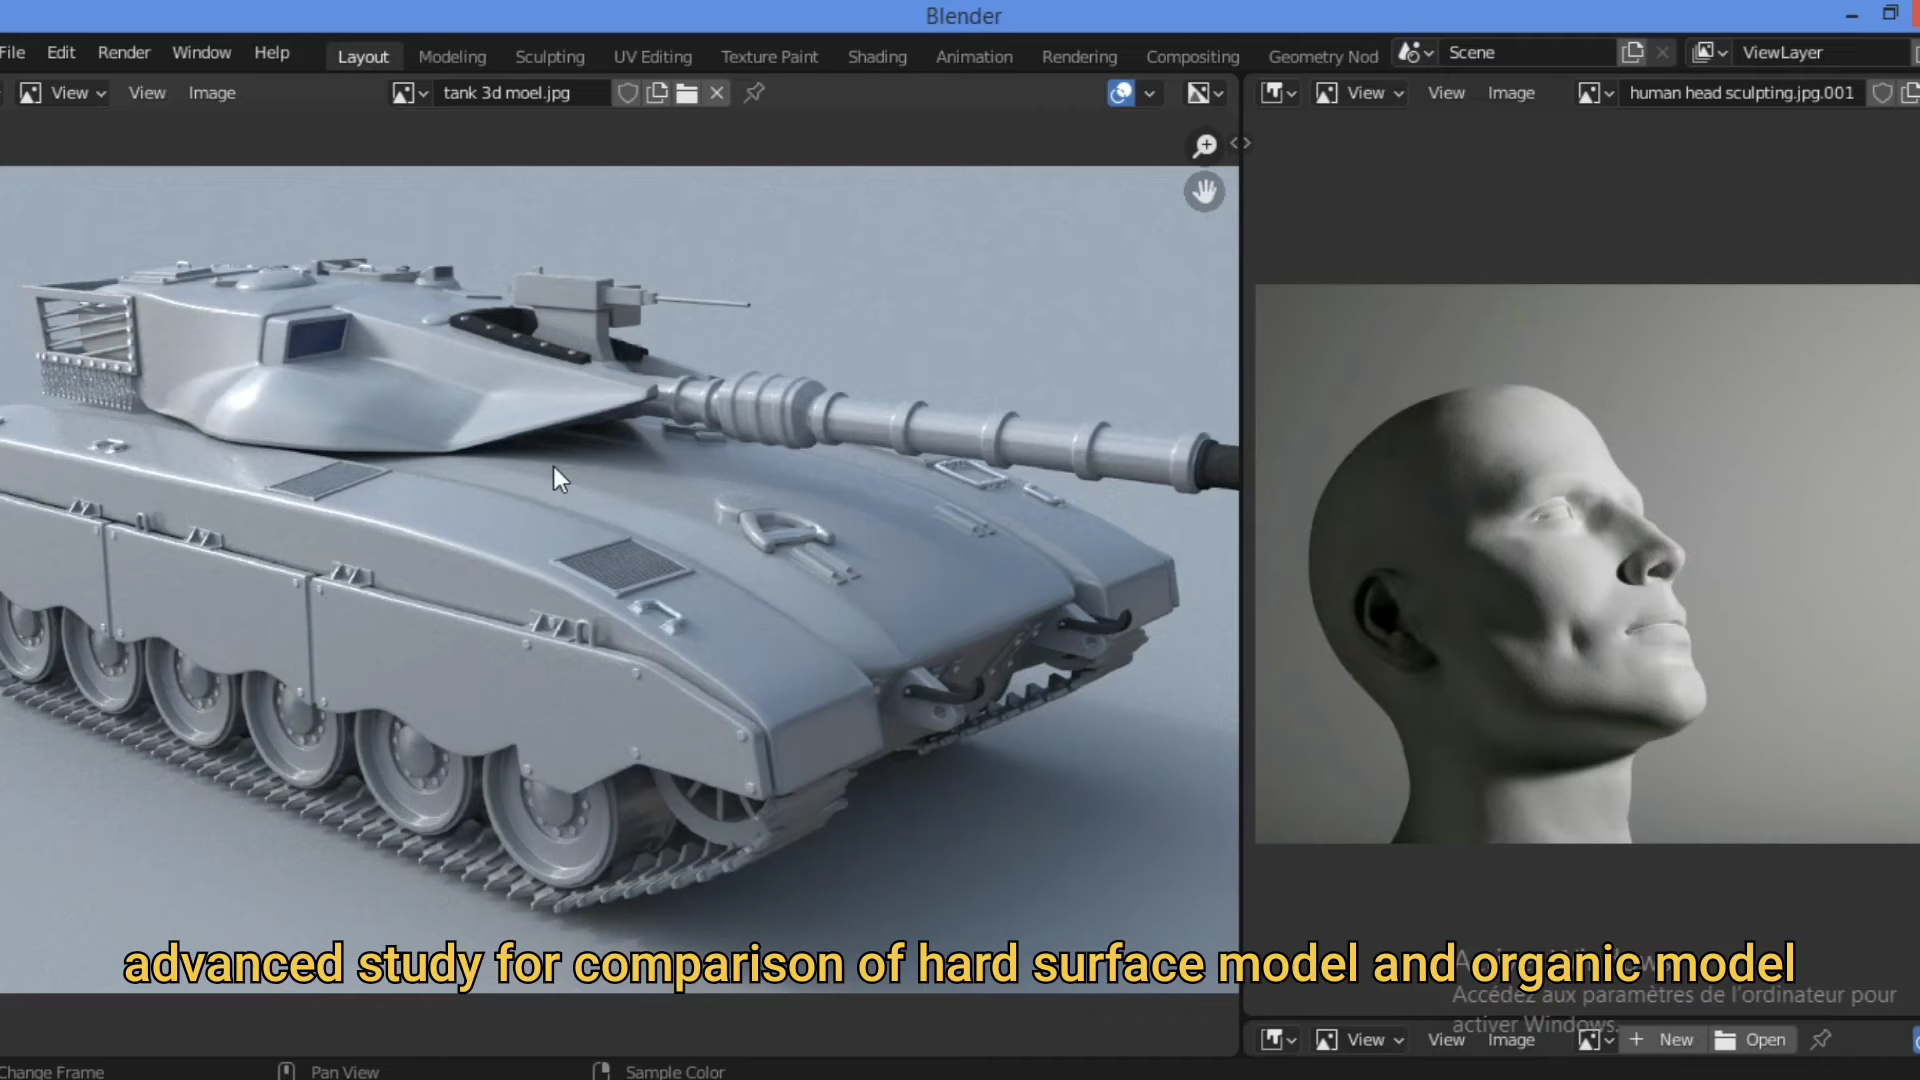 Blender
File Edit Render Window Help Layout Modeling Sculpting UV Editing Texture Paint Shading Animation Rendering Compositing Geometry Nod Scene ViewLayer
View View Image tank 3d moel.jpg View View Image human head sculpting.jpg.001
advanced study for comparison of hard surface model and organic model
Accédez aux paramètres de l'ordinateur pour
activer Windows.
View View Image New Open
Change Frame Pan View Sample Color